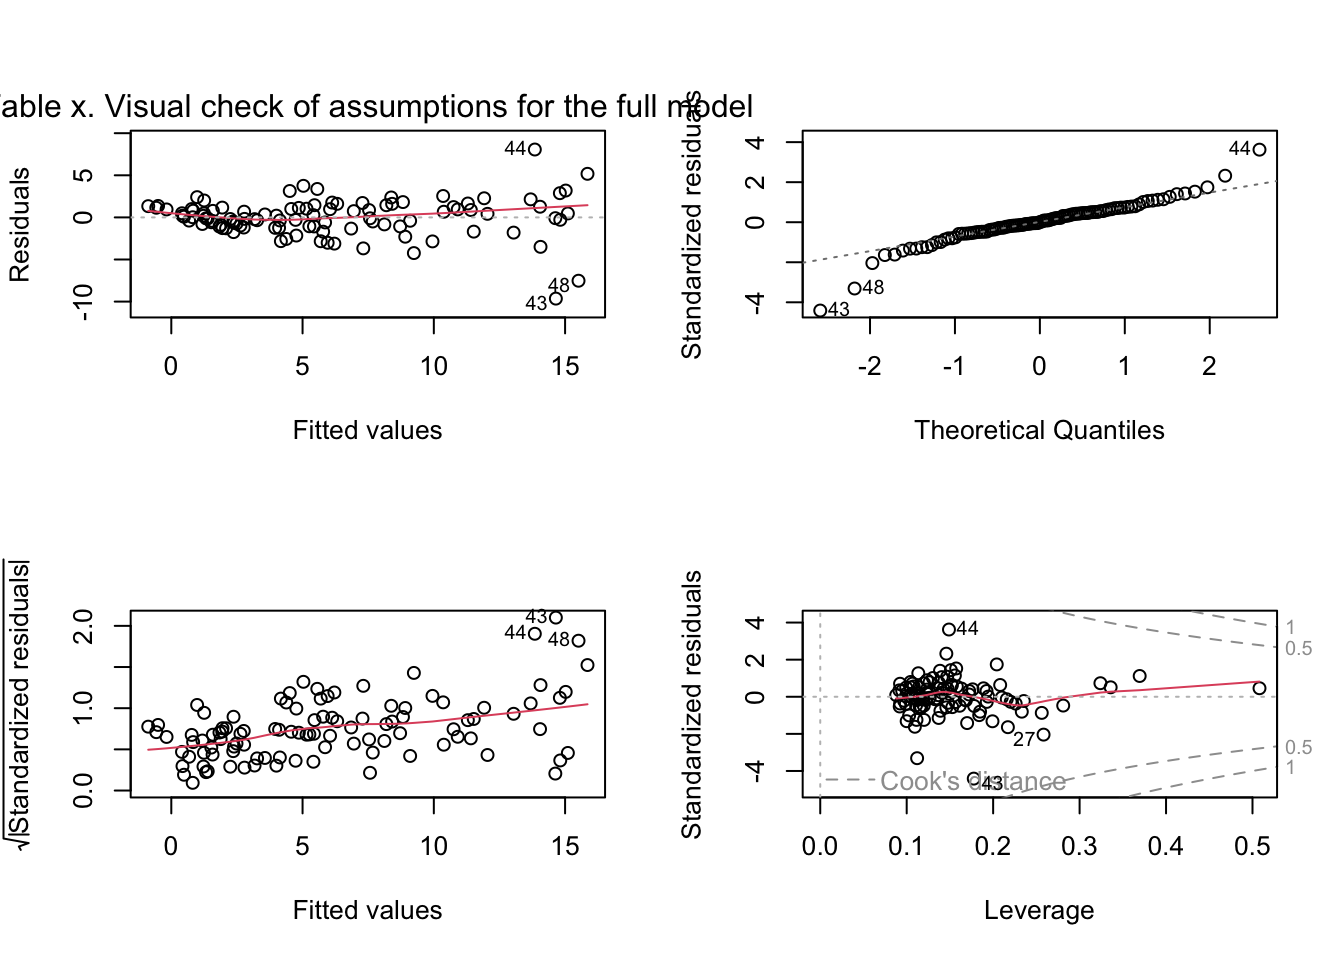 able x. Visual check of assumptions for the full model
Residuals
5
0
-10
44
48
43
0 5 10 15
Fitted values
Standardized residuals
4
2
0
-4
44
48
43
-2 -1 0 1 2
Theoretical Quantiles
√|Standardized residuals|
2.0
1.0
0.0
43
44
48
0 5 10 15
Fitted values
Standardized residuals
4
2
0
-4
44
27
43
Cook's distance
1
0.5
0.5
1
0.0 0.1 0.2 0.3 0.4 0.5
Leverage